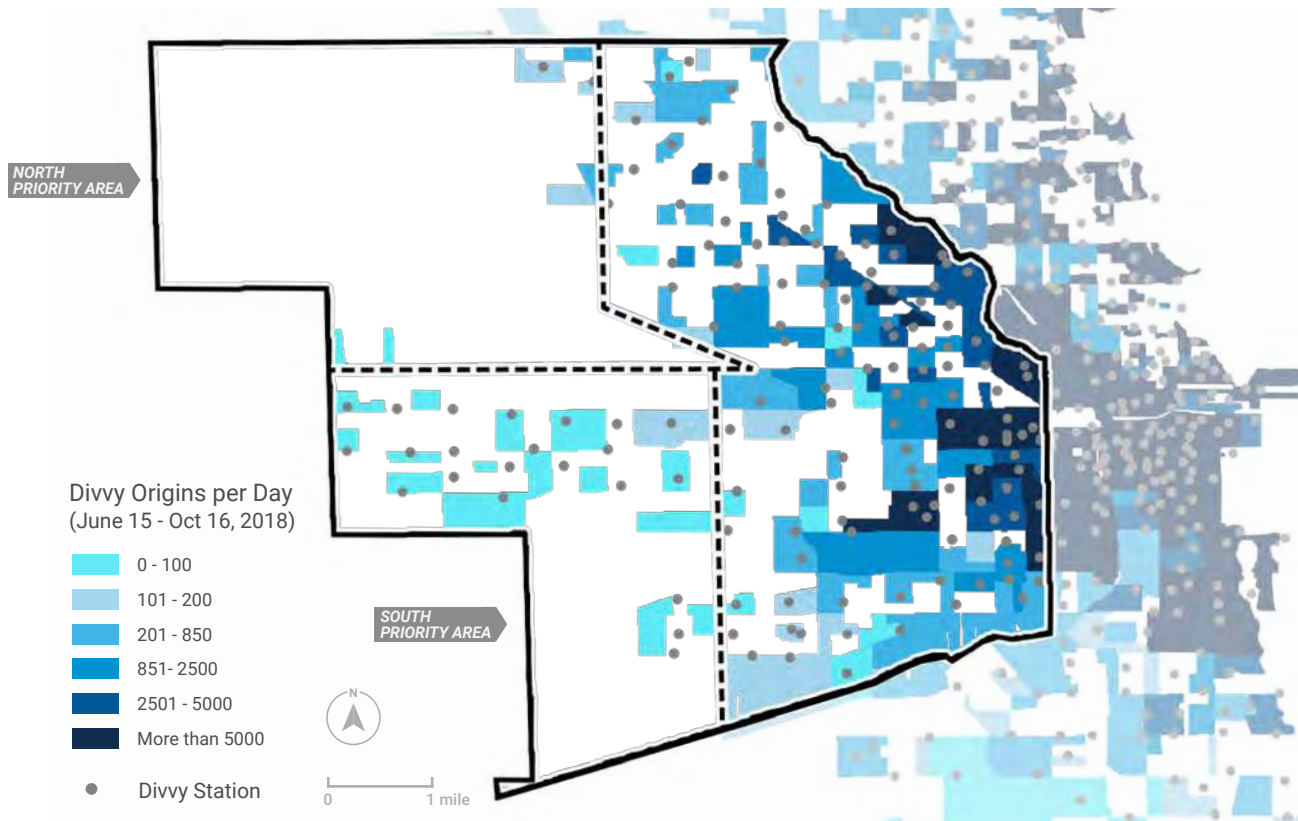 NORTH
PRIORITY AREA
Divvy Origins per Day
(June 15 - Oct 16, 2018)
0 - 100
101 - 200
201 - 850
851- 2500
2501 - 5000
More than 5000
Divvy Station
SOUTH
PRIORITY AREA
N
0 1 mile